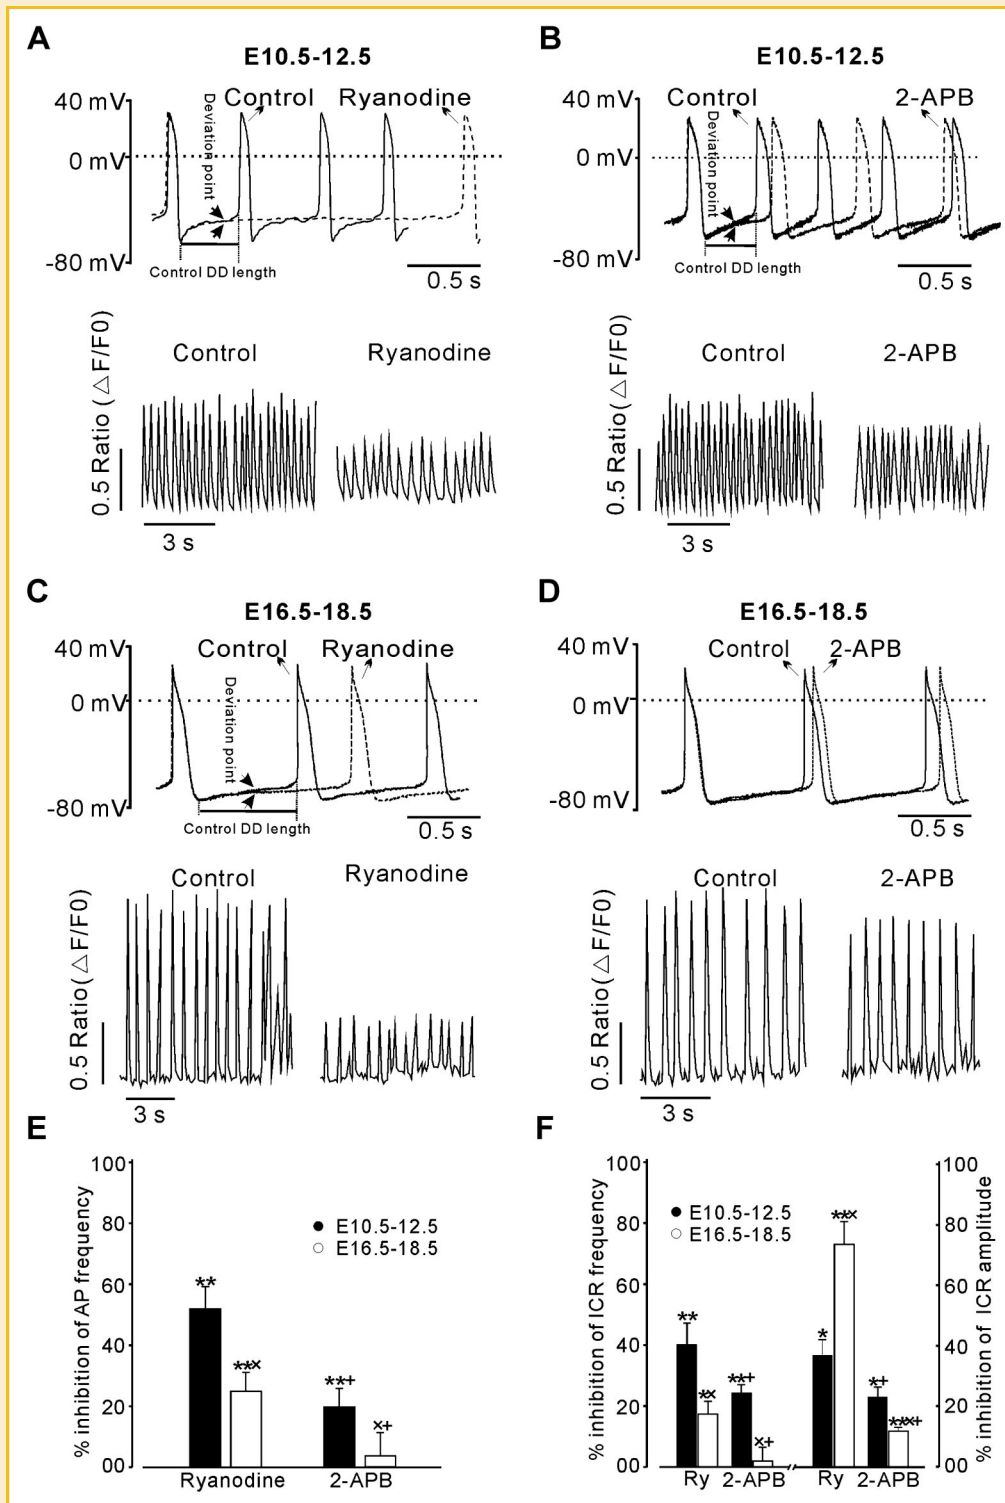 A
E10.5-12.5
40 mV
Control
Ryanodine
Deviation point
0 mV
-80 mV
Control DD length
0.5 s
0.5 Ratio (△F/F0)
Control
Ryanodine
3 s
B
E10.5-12.5
40 mV
Control
2-APB
Deviation point
0 mV
-80 mV
Control DD length
0.5 s
0.5 Ratio(△F/F0)
Control
2-APB
3 s
C
E16.5-18.5
40 mV
Control
Ryanodine
Deviation point
0 mV
-80 mV
Control DD length
0.5 s
0.5 Ratio(△F/F0)
Control
Ryanodine
3 s
D
E16.5-18.5
40 mV
Control
2-APB
0 mV
-80 mV
0.5 s
0.5 Ratio(△F/F0)
Control
2-APB
3 s
E
% inhibition of AP frequency
100
80
60
40
20
00
E10.5-12.5
E16.5-18.5
**
**×
**+
×+
Ryanodine
2-APB
F
% inhibition of ICR frequency
100
80
60
40
20
00
E10.5-12.5
E16.5-18.5
**
*×
**+
×+
*
**×
*+
**×+
Ry
2-APB
Ry
2-APB
100
80
60
40
20
00
% inhibition of ICR amplitude